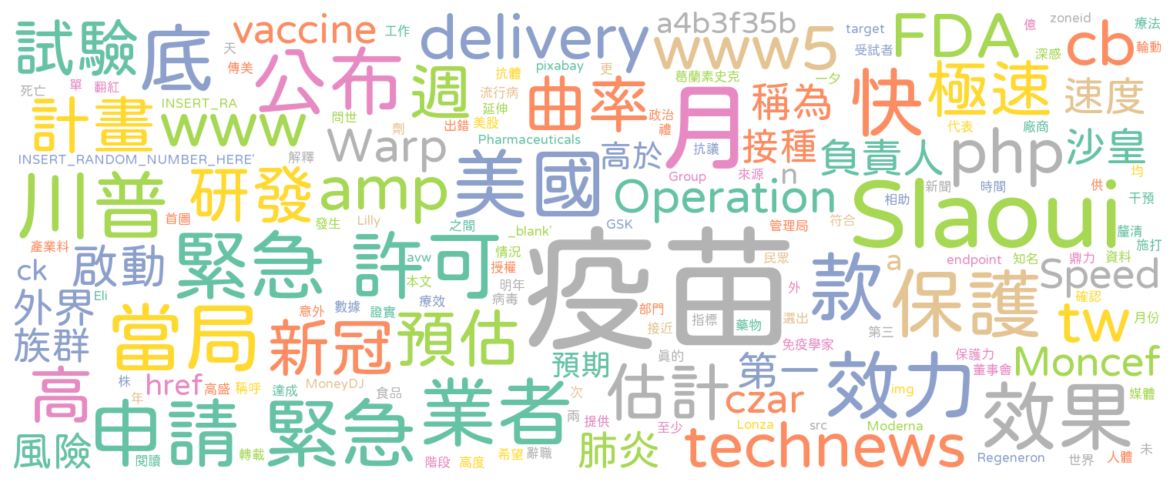 試驗
底
vaccine
工作
delivery
a4b3f35b
target
FDA
zoneid
億
療法
cb
輪動
天
傳美
公布
週
抗體
pixabay
更
www5
受試者
深感
死亡
單
翻紅
流行病
葛蘭素史克
一夕
極速
速度
計畫
INSERT_RA
www
問世
劑
出錯
延伸
美股
曲率
政治
禮
月
稱為
快
代表
廠商
Pharmaceuticals
INSERT_RANDOM_NUMBER_HERE'
解釋
Warp
美國
高於
抗議
接種
負責人
php
沙皇
均
川普
研發
amp
Group
來源
n
新聞
時間
供
相助
干預
首圖
發生
Lilly
之間
_blank'
GSK
Operation
管理局
符合
Slaoui
釐清
施打
產業料
緊急
許可
avw
情況
授權
本文
明年
病毒
疫苗
民眾
款
a
endpoint
知名
鼎力
資料
ck
啟動
Eli
外界
族群
當局
新冠
意外
數據
證實
療效
預估
部門
接近
指標
藥物
外
選出
保護
第三
Speed
確認
tw
月份
免疫學家
高
株
年
href
高盛
稱呼
達成
MoneyDJ
食品
業者
預期
次
兩
估計
第一
效力
保護力
董事會
Moncef
媒體
czar
img
效果
風險
申請
閱讀
轉載
緊急
階段
高度
希望
辭職
提供
肺炎
至少
technews
Lonza
src
Moderna
Regeneron
世界
人體
未
真的